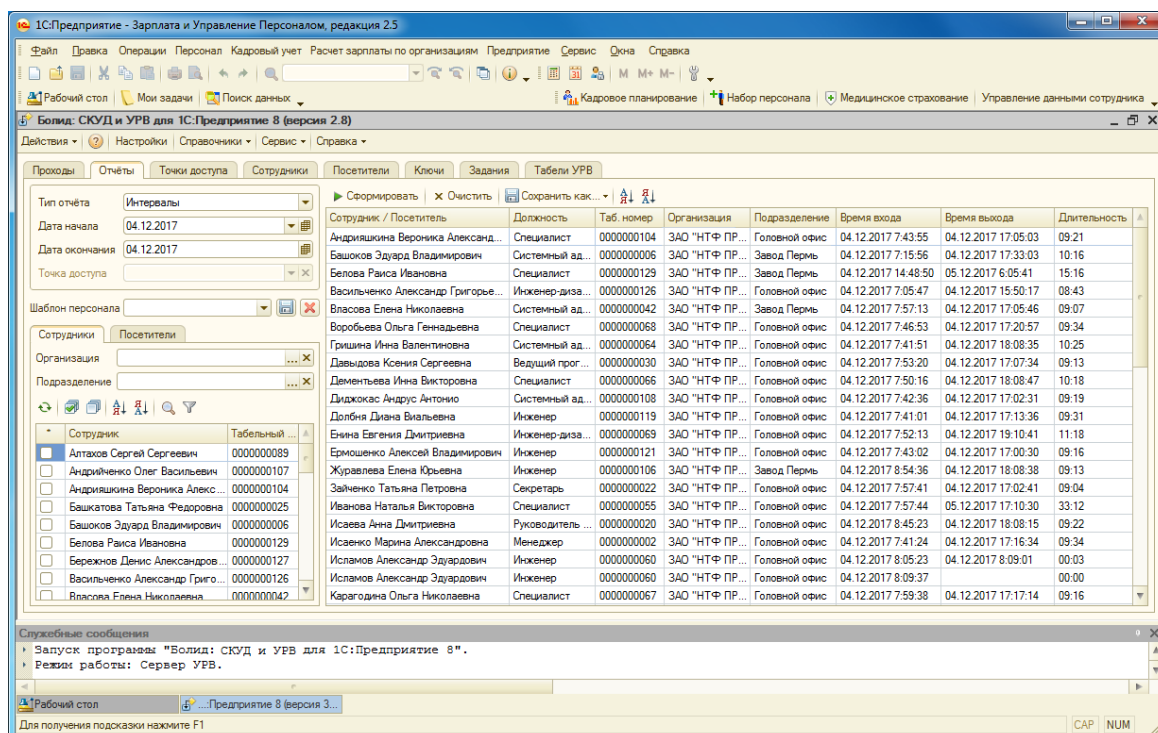 1С:Предприятие - Зарплата и Управление Персоналом, редакция 2.5
Файл Правка Операции Персонал Кадровый учет Расчет зарплаты по организациям Предприятие Сервис Окна Справка
M M+ M-
Рабочий стол Мои задачи Поиск данных Кадровое планирование Набор персонала Медицинское страхование Управление данными сотрудника
Болид: СКУД и УРВ для 1С:Предприятие 8 (версия 2.8)
Действия ? Настройки Справочники Сервис Справка
Проходы Отчёты Точки доступа Сотрудники Посетители Ключи Задания Табели УРВ
Тип отчёта Интервалы
Дата начала 04.12.2017
Дата окончания 04.12.2017
Точка доступа
Шаблон персонала
Сотрудники Посетители
Организация ... X
Подразделение ... X
* Сотрудник Табельный ...
Алтахов Сергей Сергеевич 0000000089
Андрийченко Олег Васильевич 0000000107
Андрияшкина Вероника Алекс... 0000000104
Башкатова Татьяна Федоровна 0000000025
Башоков Эдуард Владимирович 0000000006
Белова Раиса Ивановна 0000000129
Бережнов Денис Александров... 0000000127
Васильченко Александр Григо... 0000000126
Власова Елена Николаевна 0000000042
Сформировать Очистить Сохранить как...
Сотрудник / Посетитель Должность Таб. номер Организация Подразделение Время входа Время выхода Длительность
Андрияшкина Вероника Александ... Специалист 0000000104 ЗАО "НТФ ПР... Головной офис 04.12.2017 7:43:55 04.12.2017 17:05:03 09:21
Башоков Эдуард Владимирович Системный ад... 0000000006 ЗАО "НТФ ПР... Завод Пермь 04.12.2017 7:15:56 04.12.2017 17:33:03 10:16
Белова Раиса Ивановна Специалист 0000000129 ЗАО "НТФ ПР... Завод Пермь 04.12.2017 14:48:50 05.12.2017 6:05:41 15:16
Васильченко Александр Григорье... Инженер-диза... 0000000126 ЗАО "НТФ ПР... Головной офис 04.12.2017 7:05:47 04.12.2017 15:50:17 08:43
Власова Елена Николаевна Системный ад... 0000000042 ЗАО "НТФ ПР... Завод Пермь 04.12.2017 7:57:13 04.12.2017 17:05:46 09:07
Воробьева Ольга Геннадьевна Специалист 0000000068 ЗАО "НТФ ПР... Головной офис 04.12.2017 7:46:53 04.12.2017 17:20:57 09:34
Гришина Инна Валентиновна Системный ад... 0000000064 ЗАО "НТФ ПР... Головной офис 04.12.2017 7:41:51 04.12.2017 18:08:35 10:25
Давыдова Ксения Сергеевна Ведущий прог... 0000000030 ЗАО "НТФ ПР... Головной офис 04.12.2017 7:53:20 04.12.2017 17:07:34 09:13
Дементьева Инна Викторовна Специалист 0000000066 ЗАО "НТФ ПР... Головной офис 04.12.2017 7:50:16 04.12.2017 18:08:47 10:18
Диджокас Андрус Антонио Системный ад... 0000000108 ЗАО "НТФ ПР... Головной офис 04.12.2017 7:42:36 04.12.2017 17:02:31 09:19
Долбня Диана Виальевна Инженер 0000000119 ЗАО "НТФ ПР... Головной офис 04.12.2017 7:41:01 04.12.2017 17:13:36 09:31
Енина Евгения Дмитриевна Инженер-диза... 0000000069 ЗАО "НТФ ПР... Головной офис 04.12.2017 7:52:13 04.12.2017 19:10:41 11:18
Ермошенко Алексей Владимирович Инженер 0000000121 ЗАО "НТФ ПР... Головной офис 04.12.2017 7:43:02 04.12.2017 17:00:30 09:16
Журавлева Елена Юрьевна Инженер 0000000106 ЗАО "НТФ ПР... Завод Пермь 04.12.2017 8:54:36 04.12.2017 18:08:38 09:13
Зайченко Татьяна Петровна Секретарь 0000000022 ЗАО "НТФ ПР... Головной офис 04.12.2017 7:57:41 04.12.2017 17:02:41 09:04
Иванова Наталья Викторовна Специалист 0000000055 ЗАО "НТФ ПР... Головной офис 04.12.2017 7:57:44 05.12.2017 17:10:30 33:12
Исаева Анна Дмитриевна Руководитель ... 0000000020 ЗАО "НТФ ПР... Головной офис 04.12.2017 8:45:23 04.12.2017 18:08:15 09:22
Исаенко Марина Александровна Менеджер 0000000002 ЗАО "НТФ ПР... Головной офис 04.12.2017 7:41:24 04.12.2017 17:16:34 09:34
Исламов Александр Эдуардович Инженер 0000000060 ЗАО "НТФ ПР... Головной офис 04.12.2017 8:05:23 04.12.2017 8:09:01 00:03
Исламов Александр Эдуардович Инженер 0000000060 ЗАО "НТФ ПР... Головной офис 04.12.2017 8:09:37 00:00
Карагодина Ольга Николаевна Специалист 0000000067 ЗАО "НТФ ПР... Головной офис 04.12.2017 7:59:38 04.12.2017 17:17:14 09:16
Служебные сообщения
Запуск программы "Болид: СКУД и УРВ для 1С:Предприятие 8".
Режим работы: Сервер УРВ.
Рабочий стол ...:Предприятие 8 (версия 3...
Для получения подсказки нажмите F1 CAP NUM